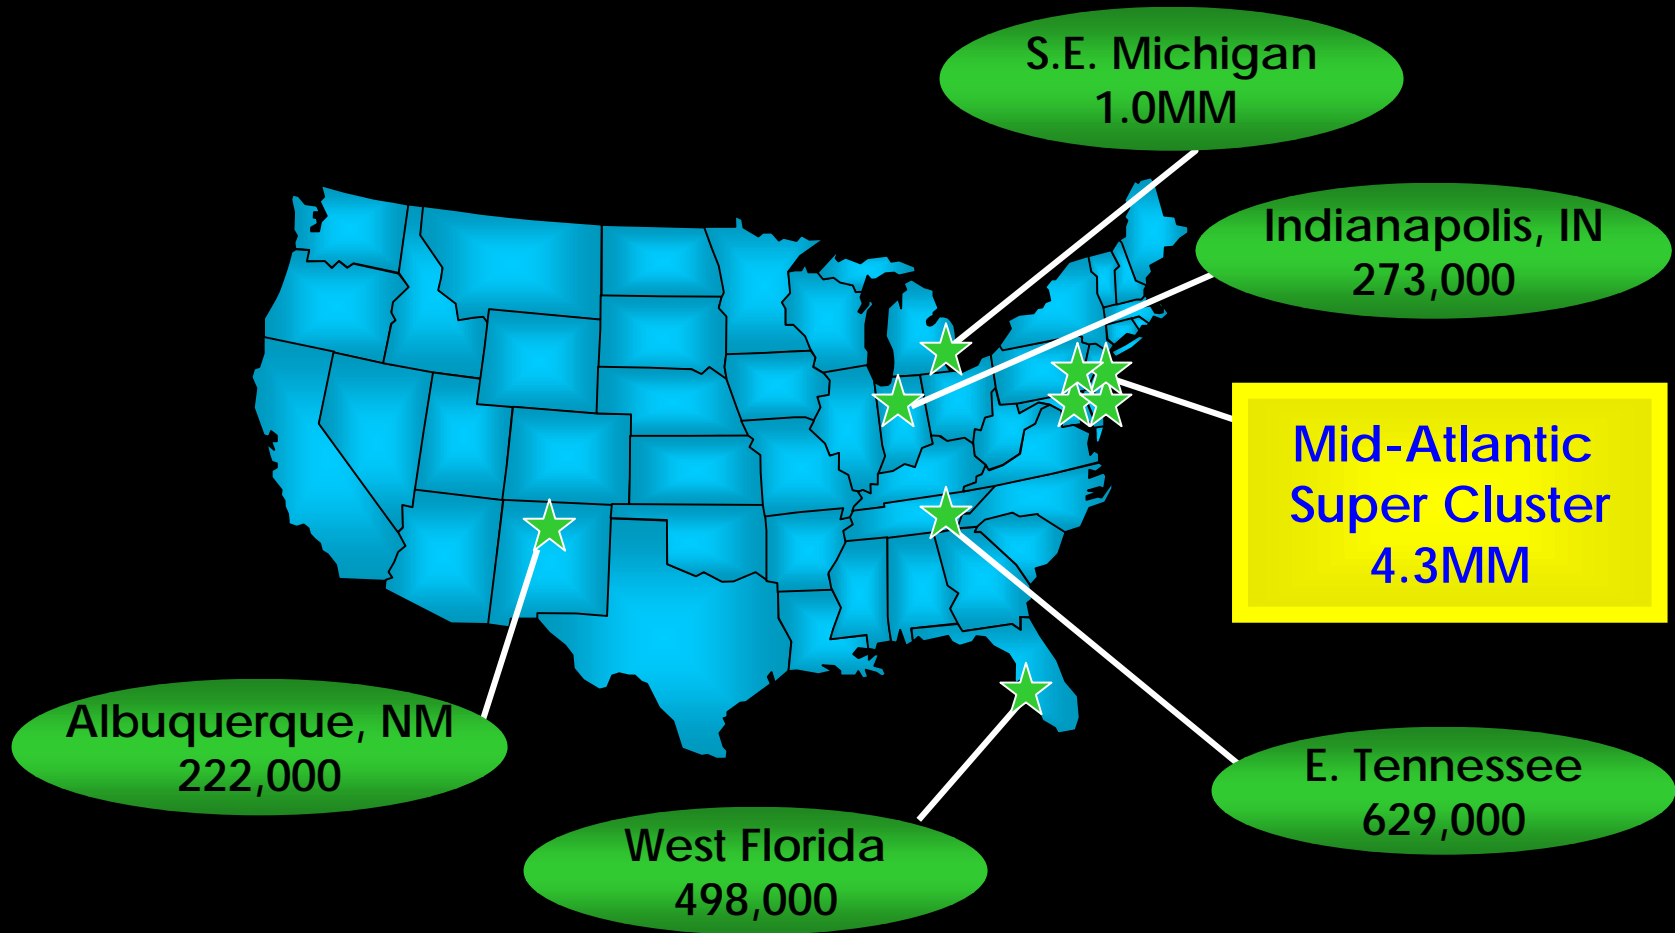 S.E. Michigan
1.0MM
Indianapolis, IN
273,000
Mid-Atlantic
Super Cluster
4.3MM
Albuquerque, NM
222,000
E. Tennessee
629,000
West Florida
498,000